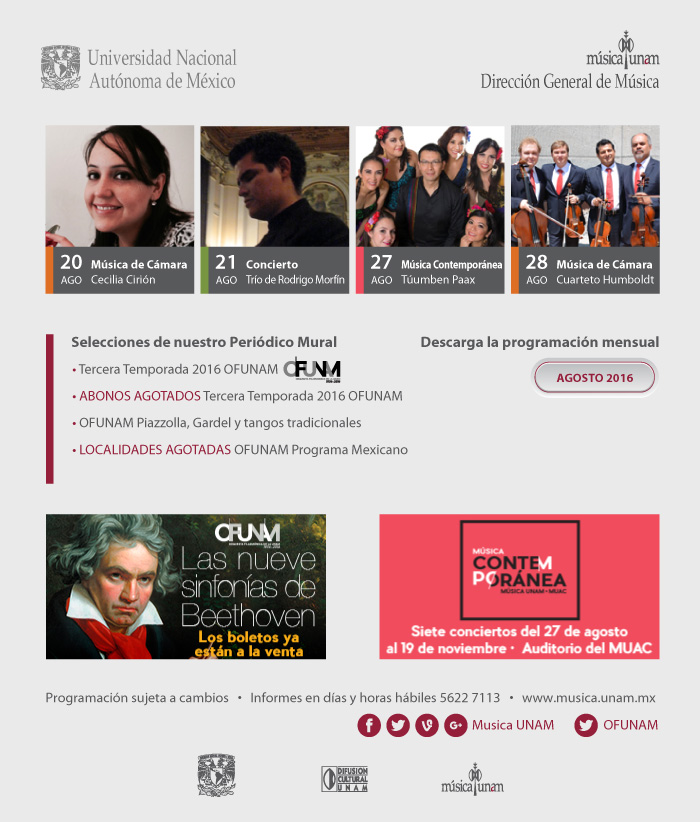 Universidad Nacional
Autónoma de México
música unam
Dirección General de Música
20 AGO Música de Cámara
Cecilia Cirión
21 AGO Concierto
Trío de Rodrigo Morfín
27 AGO Música Contemporánea
Túumben Paax
28 AGO Música de Cámara
Cuarteto Humboldt
Selecciones de nuestro Periódico Mural
• Tercera Temporada 2016 OFUNAM OFUNAM
• ABONOS AGOTADOS Tercera Temporada 2016 OFUNAM
• OFUNAM Piazzolla, Gardel y tangos tradicionales
• LOCALIDADES AGOTADAS OFUNAM Programa Mexicano
Descarga la programación mensual
AGOSTO 2016
OFUNAM
Las nueve
sinfonías de
Beethoven
Los boletos ya
están a la venta
MÚSICA
CONTEM
PORÁNEA
MÚSICA UNAM · MUAC
Siete conciertos del 27 de agosto
al 19 de noviembre · Auditorio del MUAC
Programación sujeta a cambios • Informes en días y horas hábiles 5622 7113 • www.musica.unam.mx
Musica UNAM OFUNAM
DIFUSIÓN
CULTURAL
UNAM
música unam